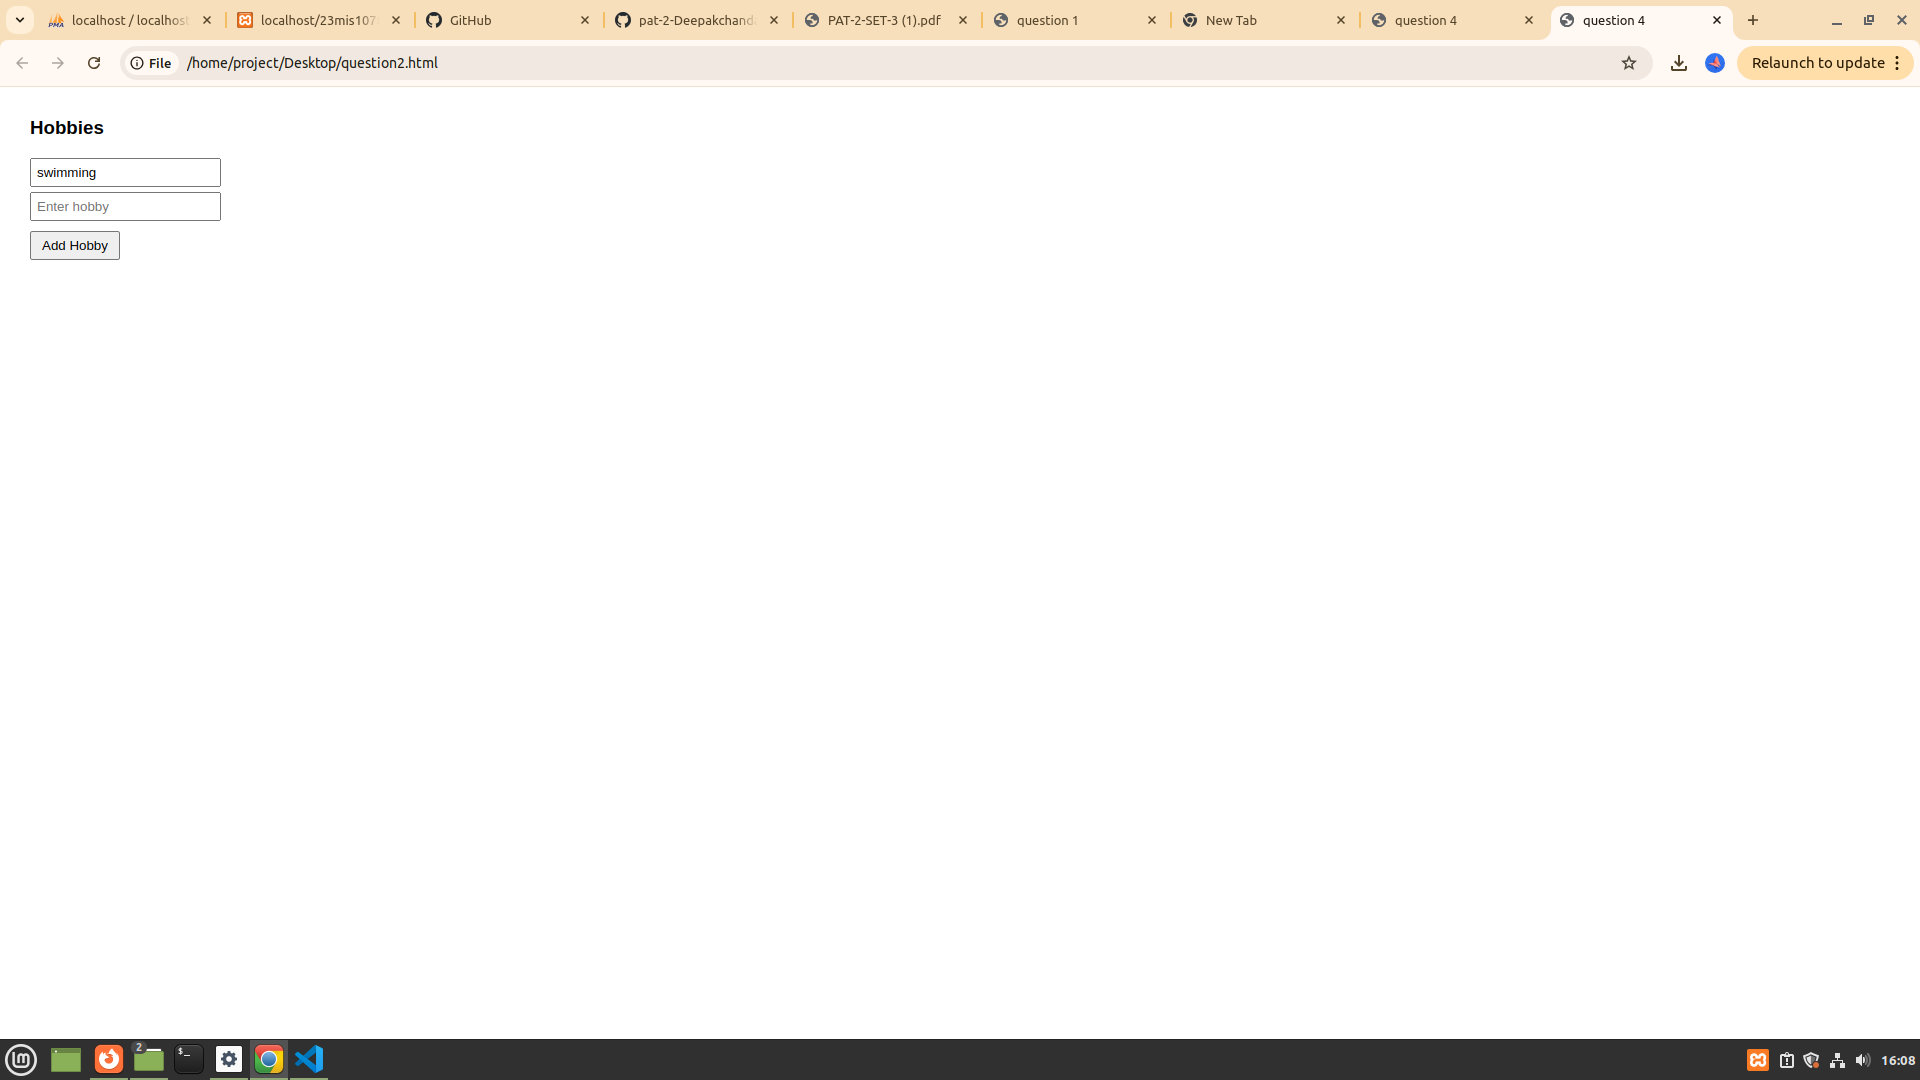 localhost / localhost
localhost/23mis107
GitHub
pat-2-Deepakchand
PAT-2-SET-3 (1).pdf
question 1
New Tab
question 4
question 4
File
/home/project/Desktop/question2.html
Relaunch to update
Hobbies
swimming
Enter hobby
Add Hobby
2
16:08